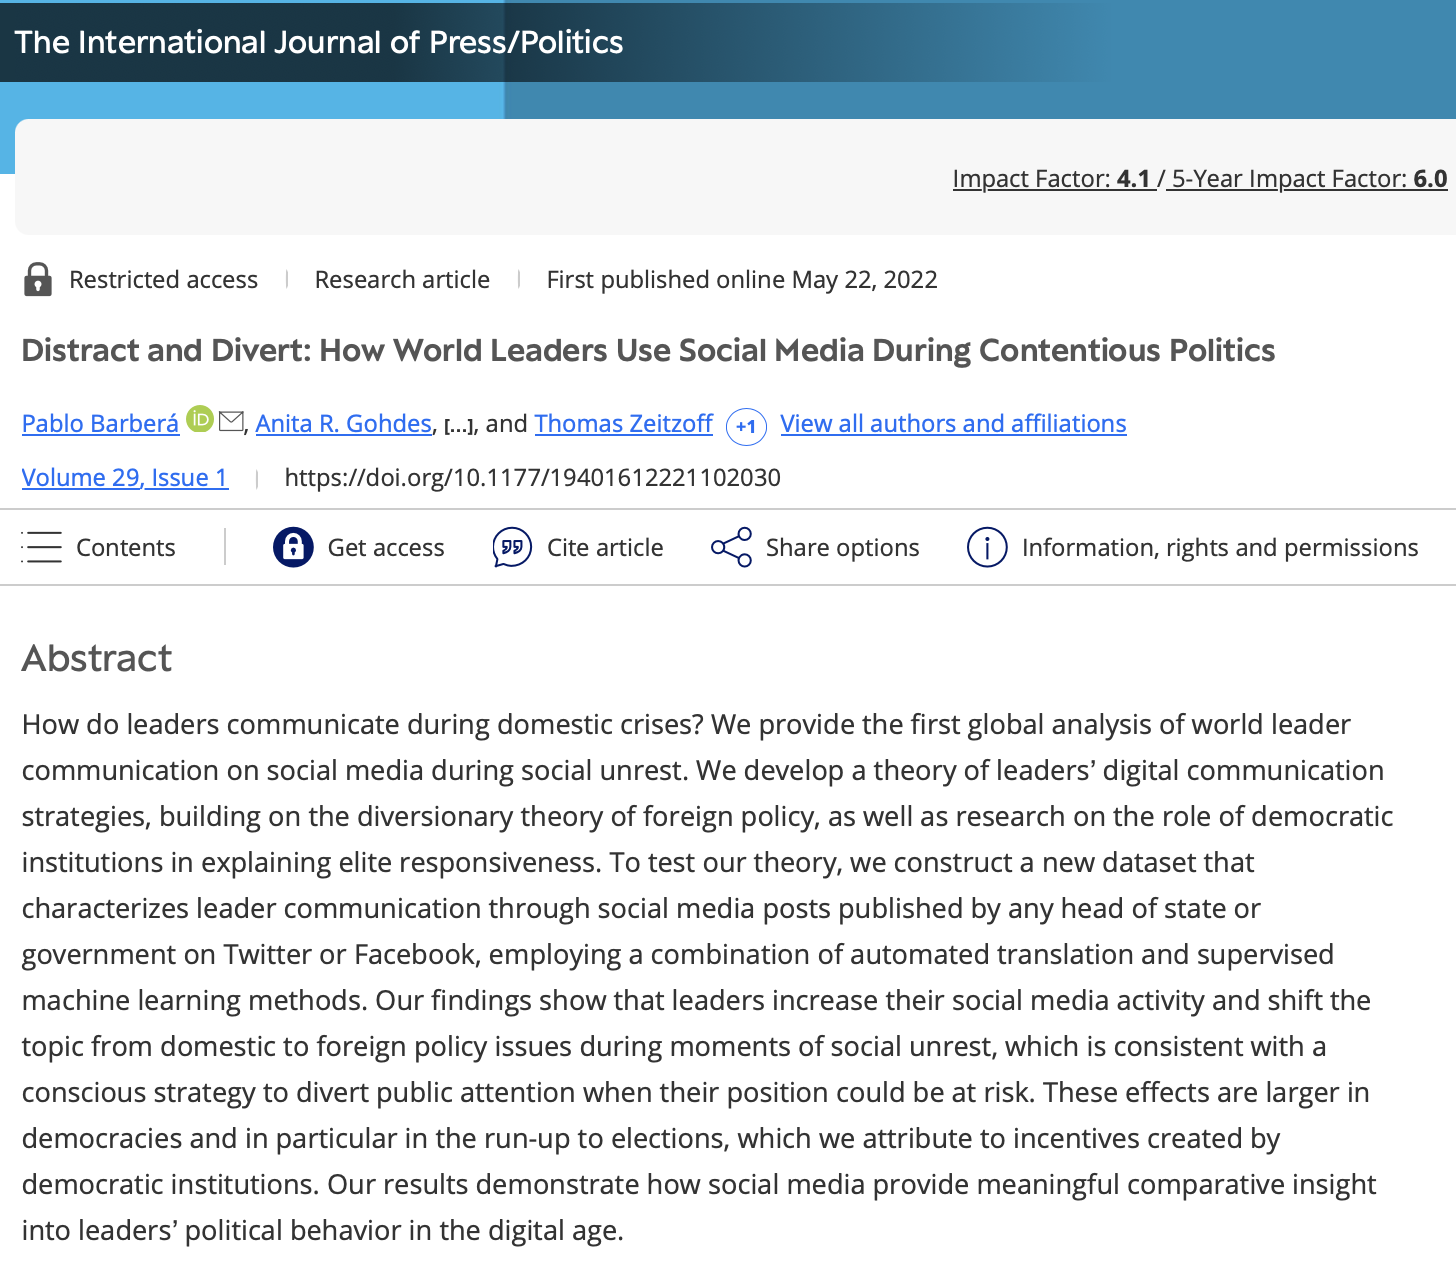 The International Journal of Press/Politics
Impact Factor: 4.1 / 5-Year Impact Factor: 6.0
Restricted access | Research article | First published online May 22, 2022
Distract and Divert: How World Leaders Use Social Media During Contentious Politics
Pablo Barberá iD, Anita R. Gohdes, [...], and Thomas Zeitzoff +1 View all authors and affiliations
Volume 29, Issue 1 | https://doi.org/10.1177/19401612221102030
Contents | Get access Cite article Share options Information, rights and permissions
Abstract
How do leaders communicate during domestic crises? We provide the first global analysis of world leader
communication on social media during social unrest. We develop a theory of leaders’ digital communication
strategies, building on the diversionary theory of foreign policy, as well as research on the role of democratic
institutions in explaining elite responsiveness. To test our theory, we construct a new dataset that
characterizes leader communication through social media posts published by any head of state or
government on Twitter or Facebook, employing a combination of automated translation and supervised
machine learning methods. Our findings show that leaders increase their social media activity and shift the
topic from domestic to foreign policy issues during moments of social unrest, which is consistent with a
conscious strategy to divert public attention when their position could be at risk. These effects are larger in
democracies and in particular in the run-up to elections, which we attribute to incentives created by
democratic institutions. Our results demonstrate how social media provide meaningful comparative insight
into leaders’ political behavior in the digital age.